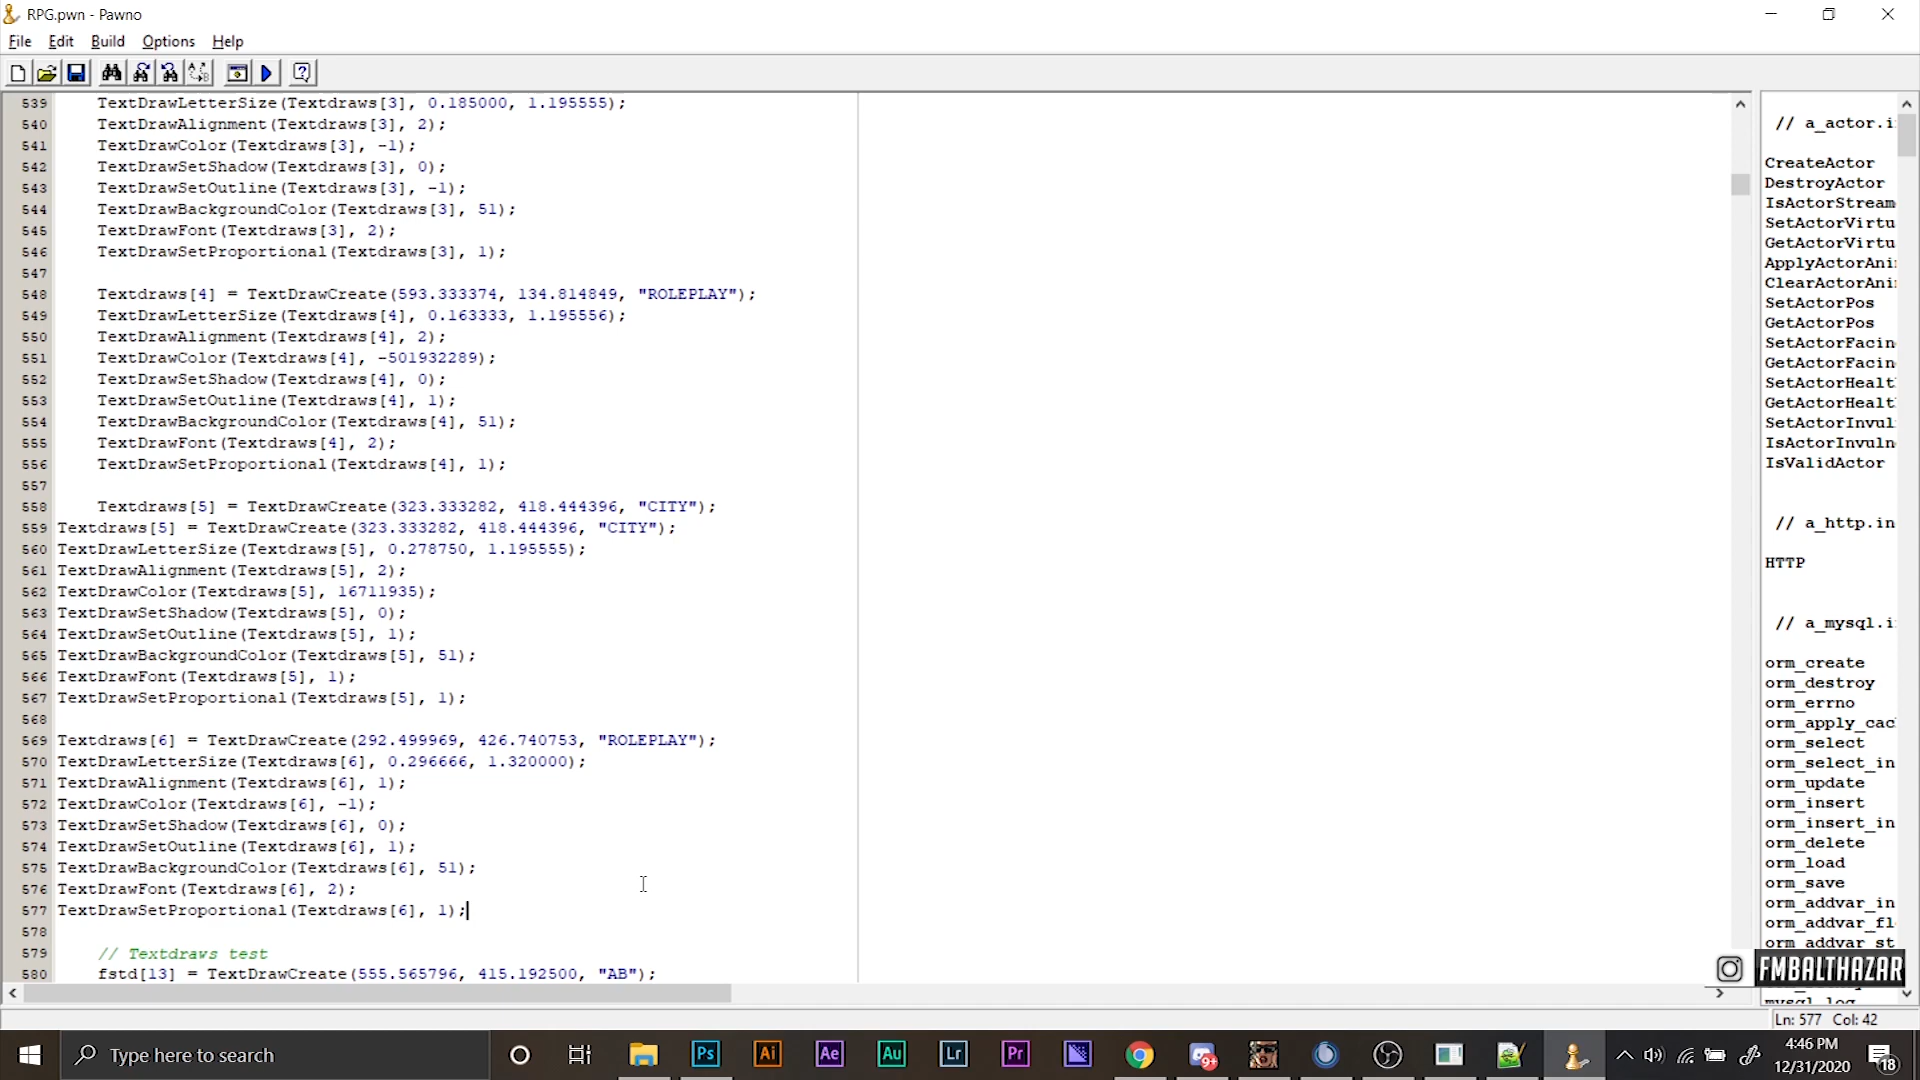 RPG.pwn - Pawno
File Edit Build Options Help
539 TextDrawLetterSize(Textdraws[3], 0.185000, 1.195555);
540 TextDrawAlignment(Textdraws[3], 2);
541 TextDrawColor(Textdraws[3], -1);
542 TextDrawSetShadow(Textdraws[3], 0);
543 TextDrawSetOutline(Textdraws[3], -1);
544 TextDrawBackgroundColor(Textdraws[3], 51);
545 TextDrawFont(Textdraws[3], 2);
546 TextDrawSetProportional(Textdraws[3], 1);
547
548 Textdraws[4] = TextDrawCreate(593.333374, 134.814849, "ROLEPLAY");
549 TextDrawLetterSize(Textdraws[4], 0.163333, 1.195556);
550 TextDrawAlignment(Textdraws[4], 2);
551 TextDrawColor(Textdraws[4], -501932289);
552 TextDrawSetShadow(Textdraws[4], 0);
553 TextDrawSetOutline(Textdraws[4], 1);
554 TextDrawBackgroundColor(Textdraws[4], 51);
555 TextDrawFont(Textdraws[4], 2);
556 TextDrawSetProportional(Textdraws[4], 1);
557
558 Textdraws[5] = TextDrawCreate(323.333282, 418.444396, "CITY");
559 Textdraws[5] = TextDrawCreate(323.333282, 418.444396, "CITY");
560 TextDrawLetterSize(Textdraws[5], 0.278750, 1.195555);
561 TextDrawAlignment(Textdraws[5], 2);
562 TextDrawColor(Textdraws[5], 16711935);
563 TextDrawSetShadow(Textdraws[5], 0);
564 TextDrawSetOutline(Textdraws[5], 1);
565 TextDrawBackgroundColor(Textdraws[5], 51);
566 TextDrawFont(Textdraws[5], 1);
567 TextDrawSetProportional(Textdraws[5], 1);
568
569 Textdraws[6] = TextDrawCreate(292.499969, 426.740753, "ROLEPLAY");
570 TextDrawLetterSize(Textdraws[6], 0.296666, 1.320000);
571 TextDrawAlignment(Textdraws[6], 1);
572 TextDrawColor(Textdraws[6], -1);
573 TextDrawSetShadow(Textdraws[6], 0);
574 TextDrawSetOutline(Textdraws[6], 1);
575 TextDrawBackgroundColor(Textdraws[6], 51);
576 TextDrawFont(Textdraws[6], 2);
577 TextDrawSetProportional(Textdraws[6], 1);
578
579 // Textdraws test
580 fstd[13] = TextDrawCreate(555.565796, 415.192500, "AB");
// a_actor.i
CreateActor
DestroyActor
IsActorStream
SetActorVirtu
GetActorVirtu
ApplyActorAni
ClearActorAni
SetActorPos
GetActorPos
SetActorFacin
GetActorFacin
SetActorHealt
GetActorHealt
SetActorInvul
IsActorInvuln
IsValidActor
// a_http.in
HTTP
// a_mysql.i
orm_create
orm_destroy
orm_errno
orm_apply_cac
orm_select
orm_select_in
orm_update
orm_insert
orm_insert_in
orm_delete
orm_load
orm_save
orm_addvar_in
orm_addvar_fl
orm_addvar_st
FMBALTHAZAR
mysql_log
Ln: 577 Col: 42
Type here to search
Ps Ai Ae Au Lr Pr
9+
4:46 PM
12/31/2020
18